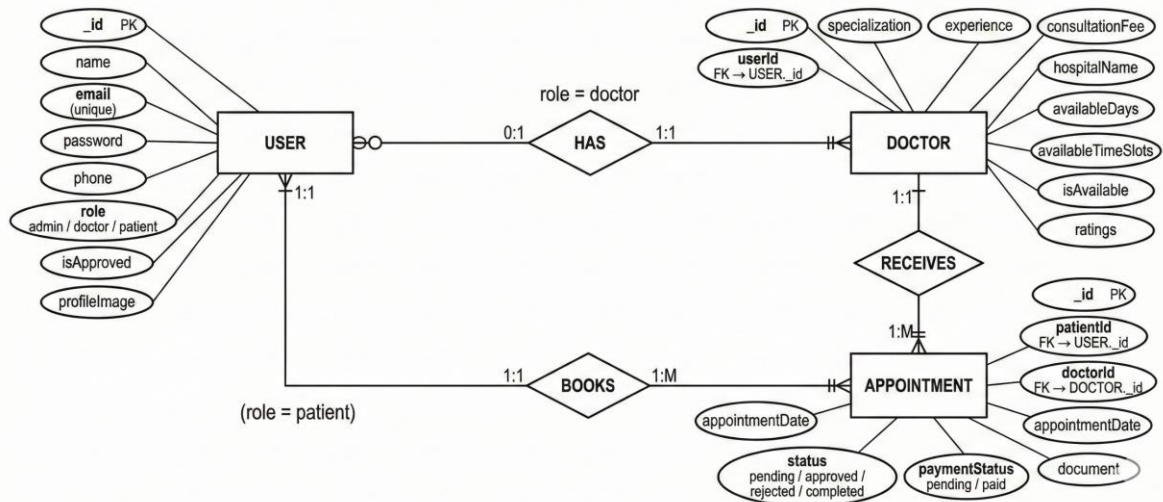 _id PK
name
email
(unique)
password
phone
role
admin / doctor / patient
isApproved
profileImage
USER
role = doctor
0:1
HAS
1:1
_id PK
specialization
experience
consultationFee
userId
FK → USER._id
hospitalName
availableDays
availableTimeSlots
isAvailable
ratings
DOCTOR
1:1
1:1
RECEIVES
1:M
_id PK
patientId
FK → USER._id
doctorId
FK → DOCTOR._id
appointmentDate
document
APPOINTMENT
1:1
BOOKS
1:M
(role = patient)
appointmentDate
status
pending / approved /
rejected / completed
paymentStatus
pending / paid